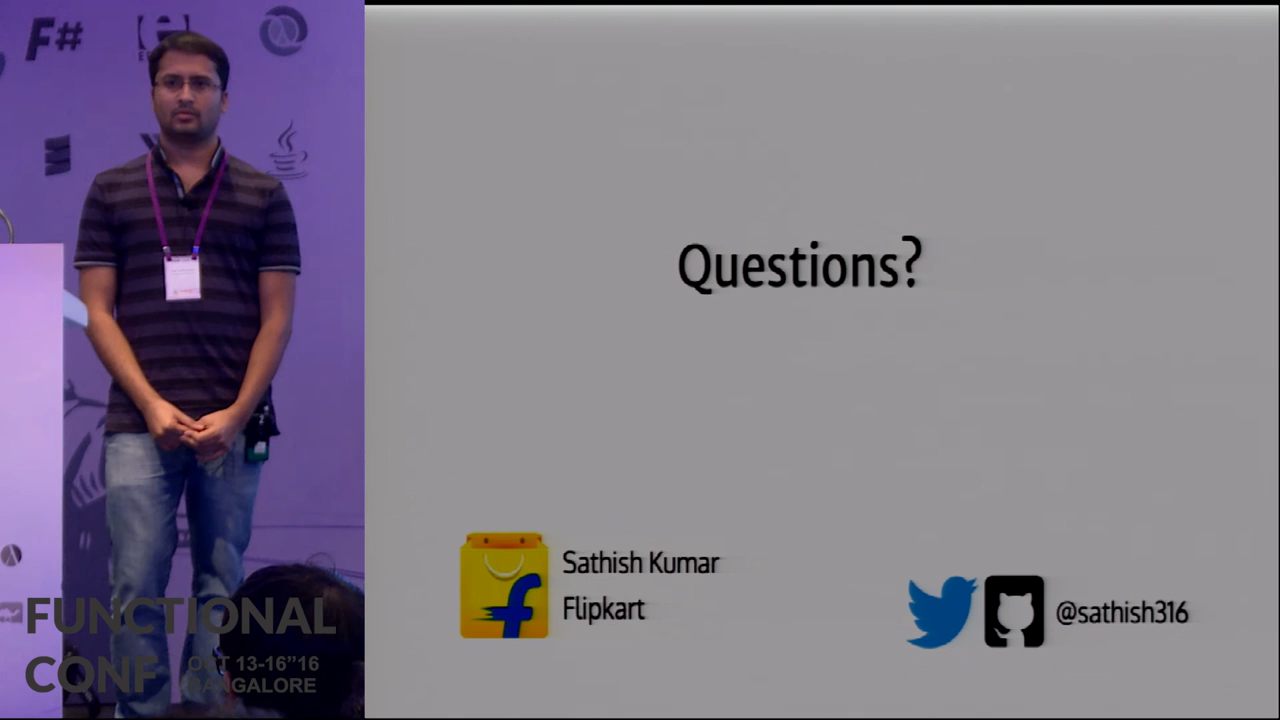 F#
Questions?
Sathish Kumar
Flipkart
@sathish316
FUNCTIONAL
CONF
OCT 13-16"16
BANGALORE